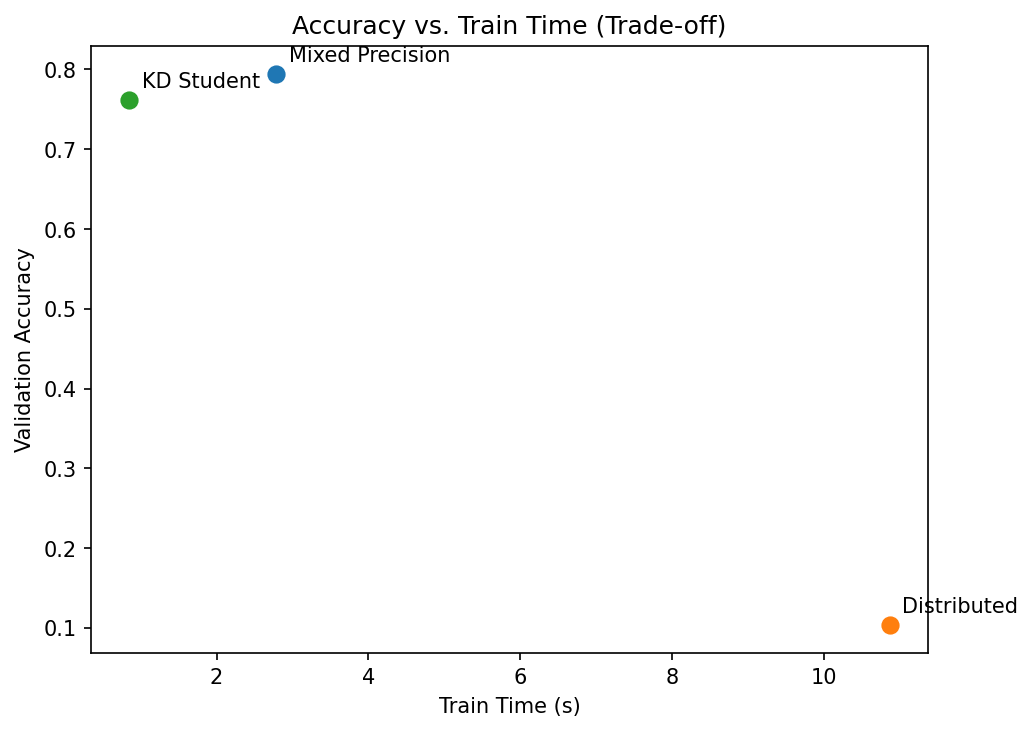 Accuracy vs. Train Time (Trade-off)
Mixed Precision
KD Student
Distributed
Validation Accuracy
0.8
0.7
0.6
0.5
0.4
0.3
0.2
0.1
2 4 6 8 10
Train Time (s)